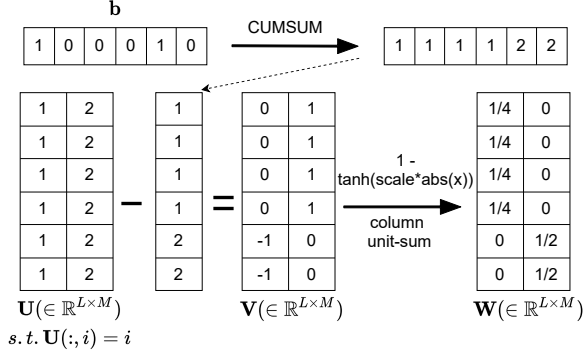 b
1 0 0 0 1 0
CUMSUM
1 1 1 1 2 2
1 2 1 0 1 1/4 0
1 2 1 0 1 1/4 0
1 2 − 1 = 0 1 1 - 1/4 0
tanh(scale*abs(x))
1 2 1 0 1 1/4 0
column
unit-sum
1 2 2 -1 0 0 1/2
1 2 2 -1 0 0 1/2
U(∈ ℝ^{L×M}) V(∈ ℝ^{L×M}) W(∈ ℝ^{L×M})
s.t. U(:, i) = i